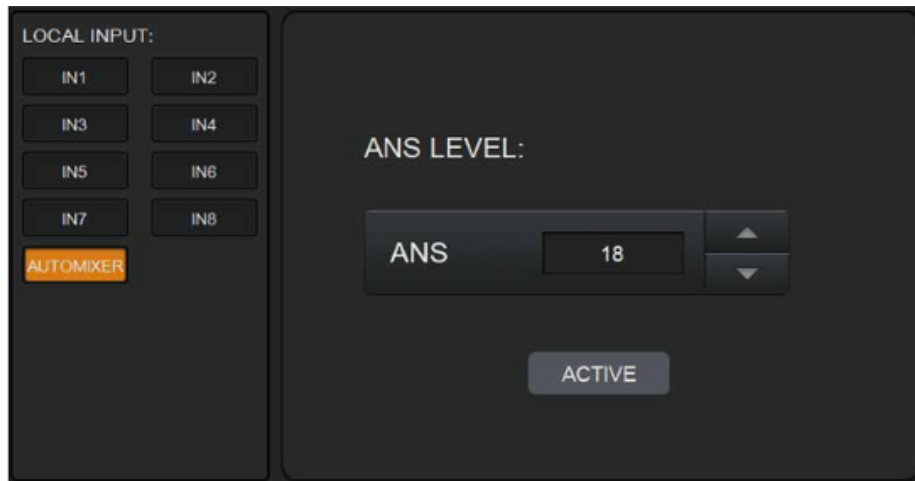 LOCAL INPUT:
IN1 IN2
IN3 IN4
IN5 IN6
IN7 IN8
AUTOMIXER
ANS LEVEL:
ANS 18
ACTIVE